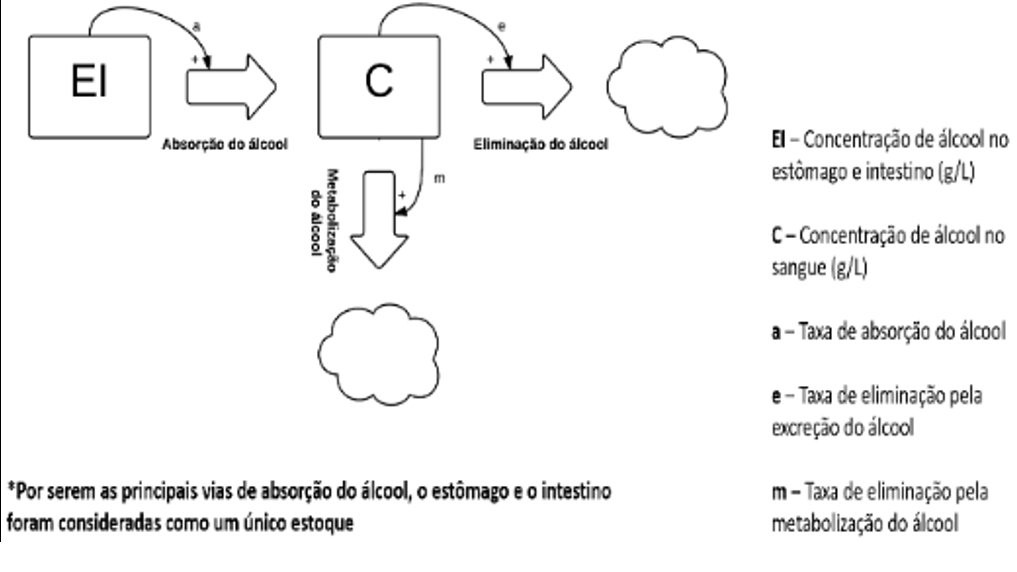 a
+
EI
Absorção do álcool
e
+
C
Eliminação do álcool
m
+
Metabolização
do álcool
EI – Concentração de álcool no
estômago e intestino (g/L)
C – Concentração de álcool no
sangue (g/L)
a – Taxa de absorção do álcool
e – Taxa de eliminação pela
excreção do álcool
m – Taxa de eliminação pela
metabolização do álcool
*Por serem as principais vias de absorção do álcool, o estômago e o intestino
foram consideradas como um único estoque